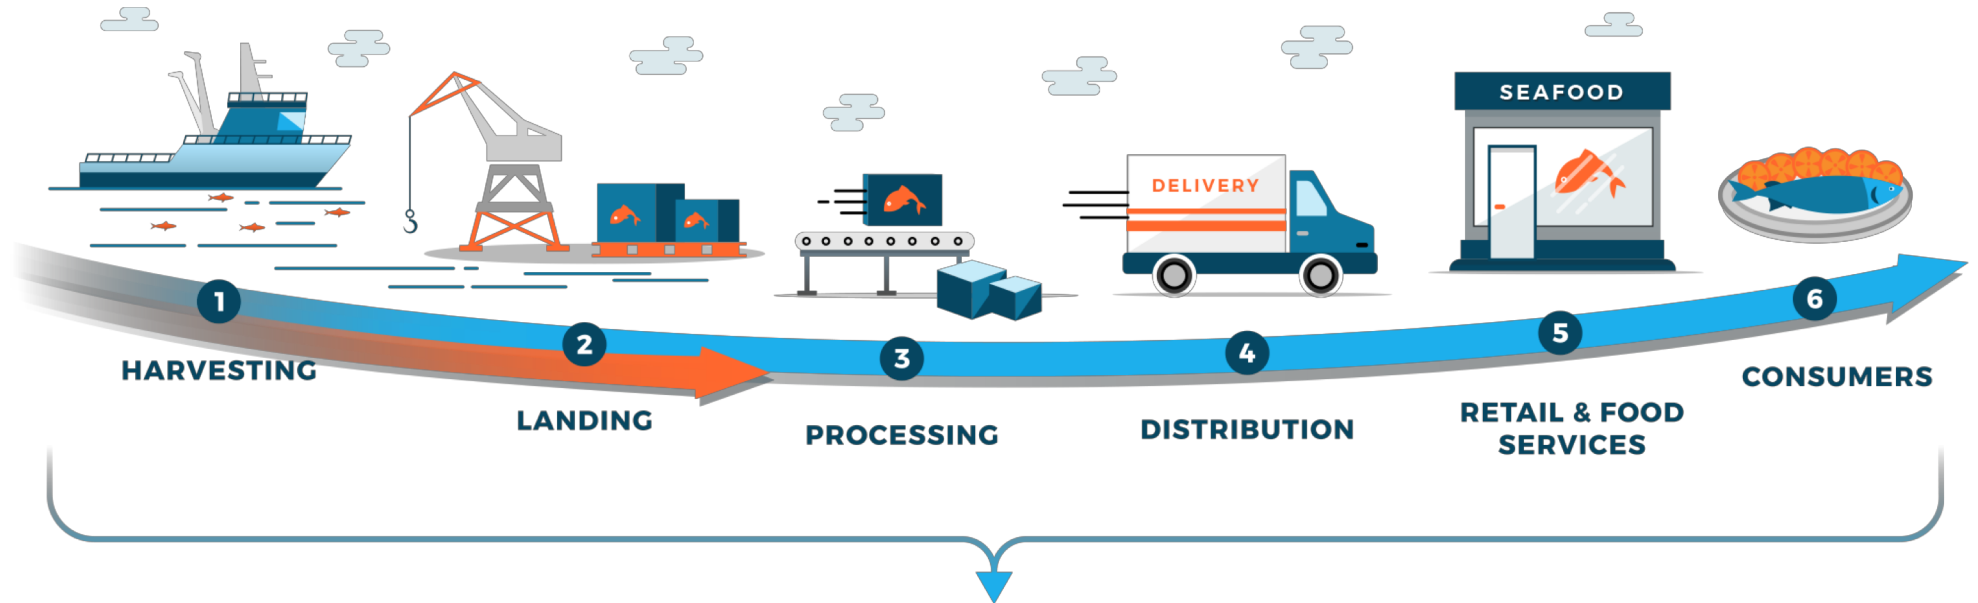 SEAFOOD
DELIVERY
1
2
3
4
5
6
HARVESTING
LANDING
PROCESSING
DISTRIBUTION
RETAIL & FOOD
SERVICES
CONSUMERS